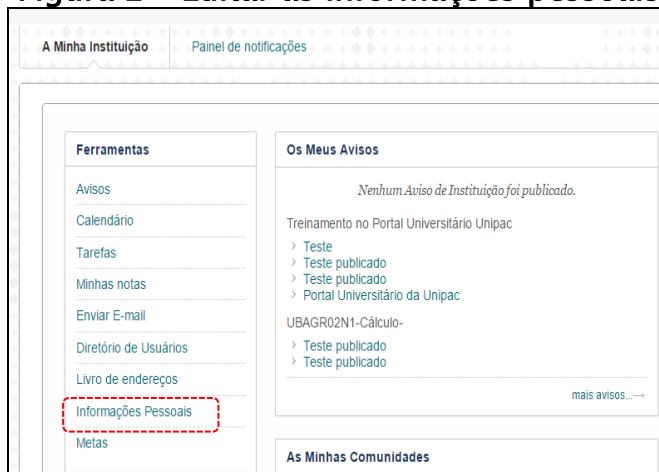 A Minha Instituição
Painel de notificações
Ferramentas
Avisos
Calendário
Tarefas
Minhas notas
Enviar E-mail
Diretório de Usuários
Livro de endereços
Informações Pessoais
Metas
Os Meus Avisos
Nenhum Aviso de Instituição foi publicado.
Treinamento no Portal Universitário Unipac
› Teste
› Teste publicado
› Teste publicado
› Portal Universitário da Unipac
UBAGR02N1-Cálculo-
› Teste publicado
› Teste publicado
mais avisos...→
As Minhas Comunidades